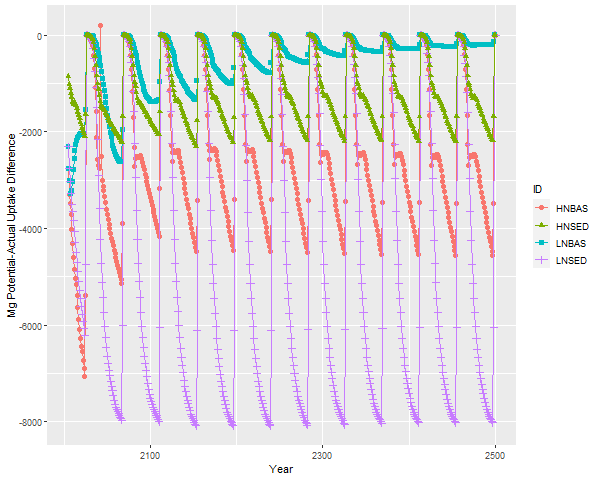 Mg Potential-Actual Uptake Difference
0
-2000
-4000
-6000
-8000
2100
2300
2500
Year
ID
HNBAS
HNSED
LNBAS
LNSED